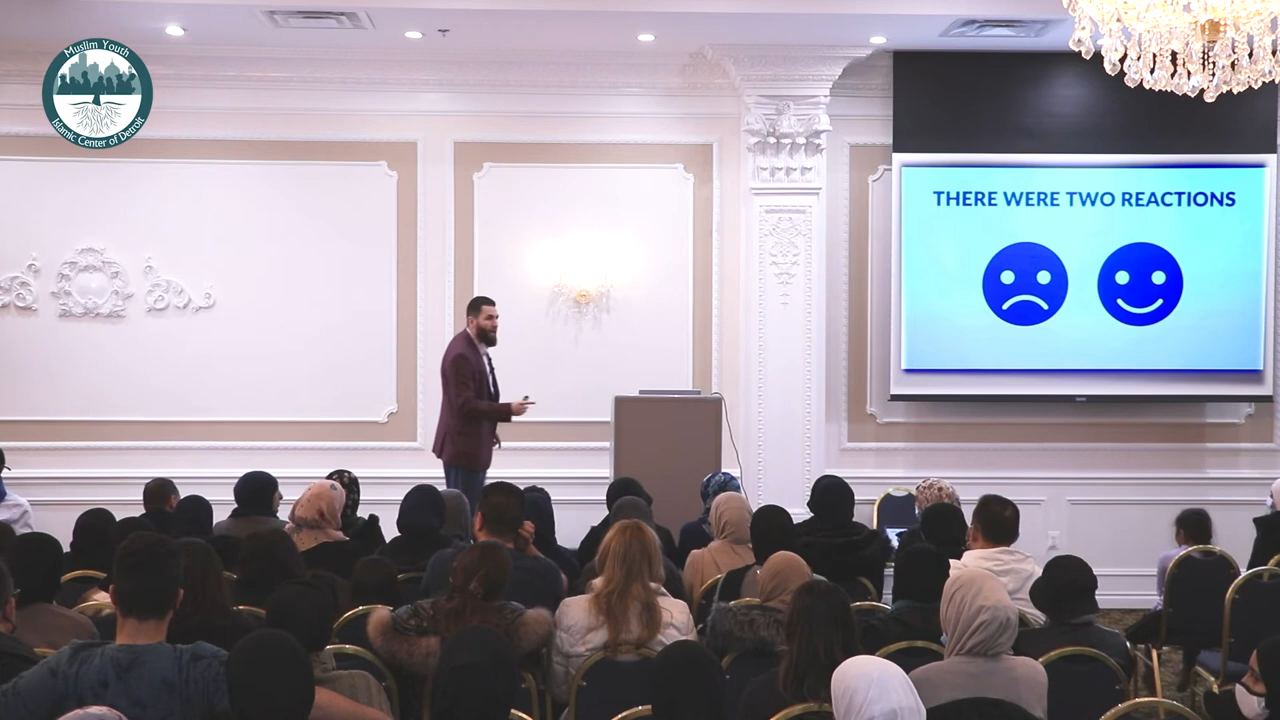 Muslim Youth
Islamic Center of Detroit
THERE WERE TWO REACTIONS